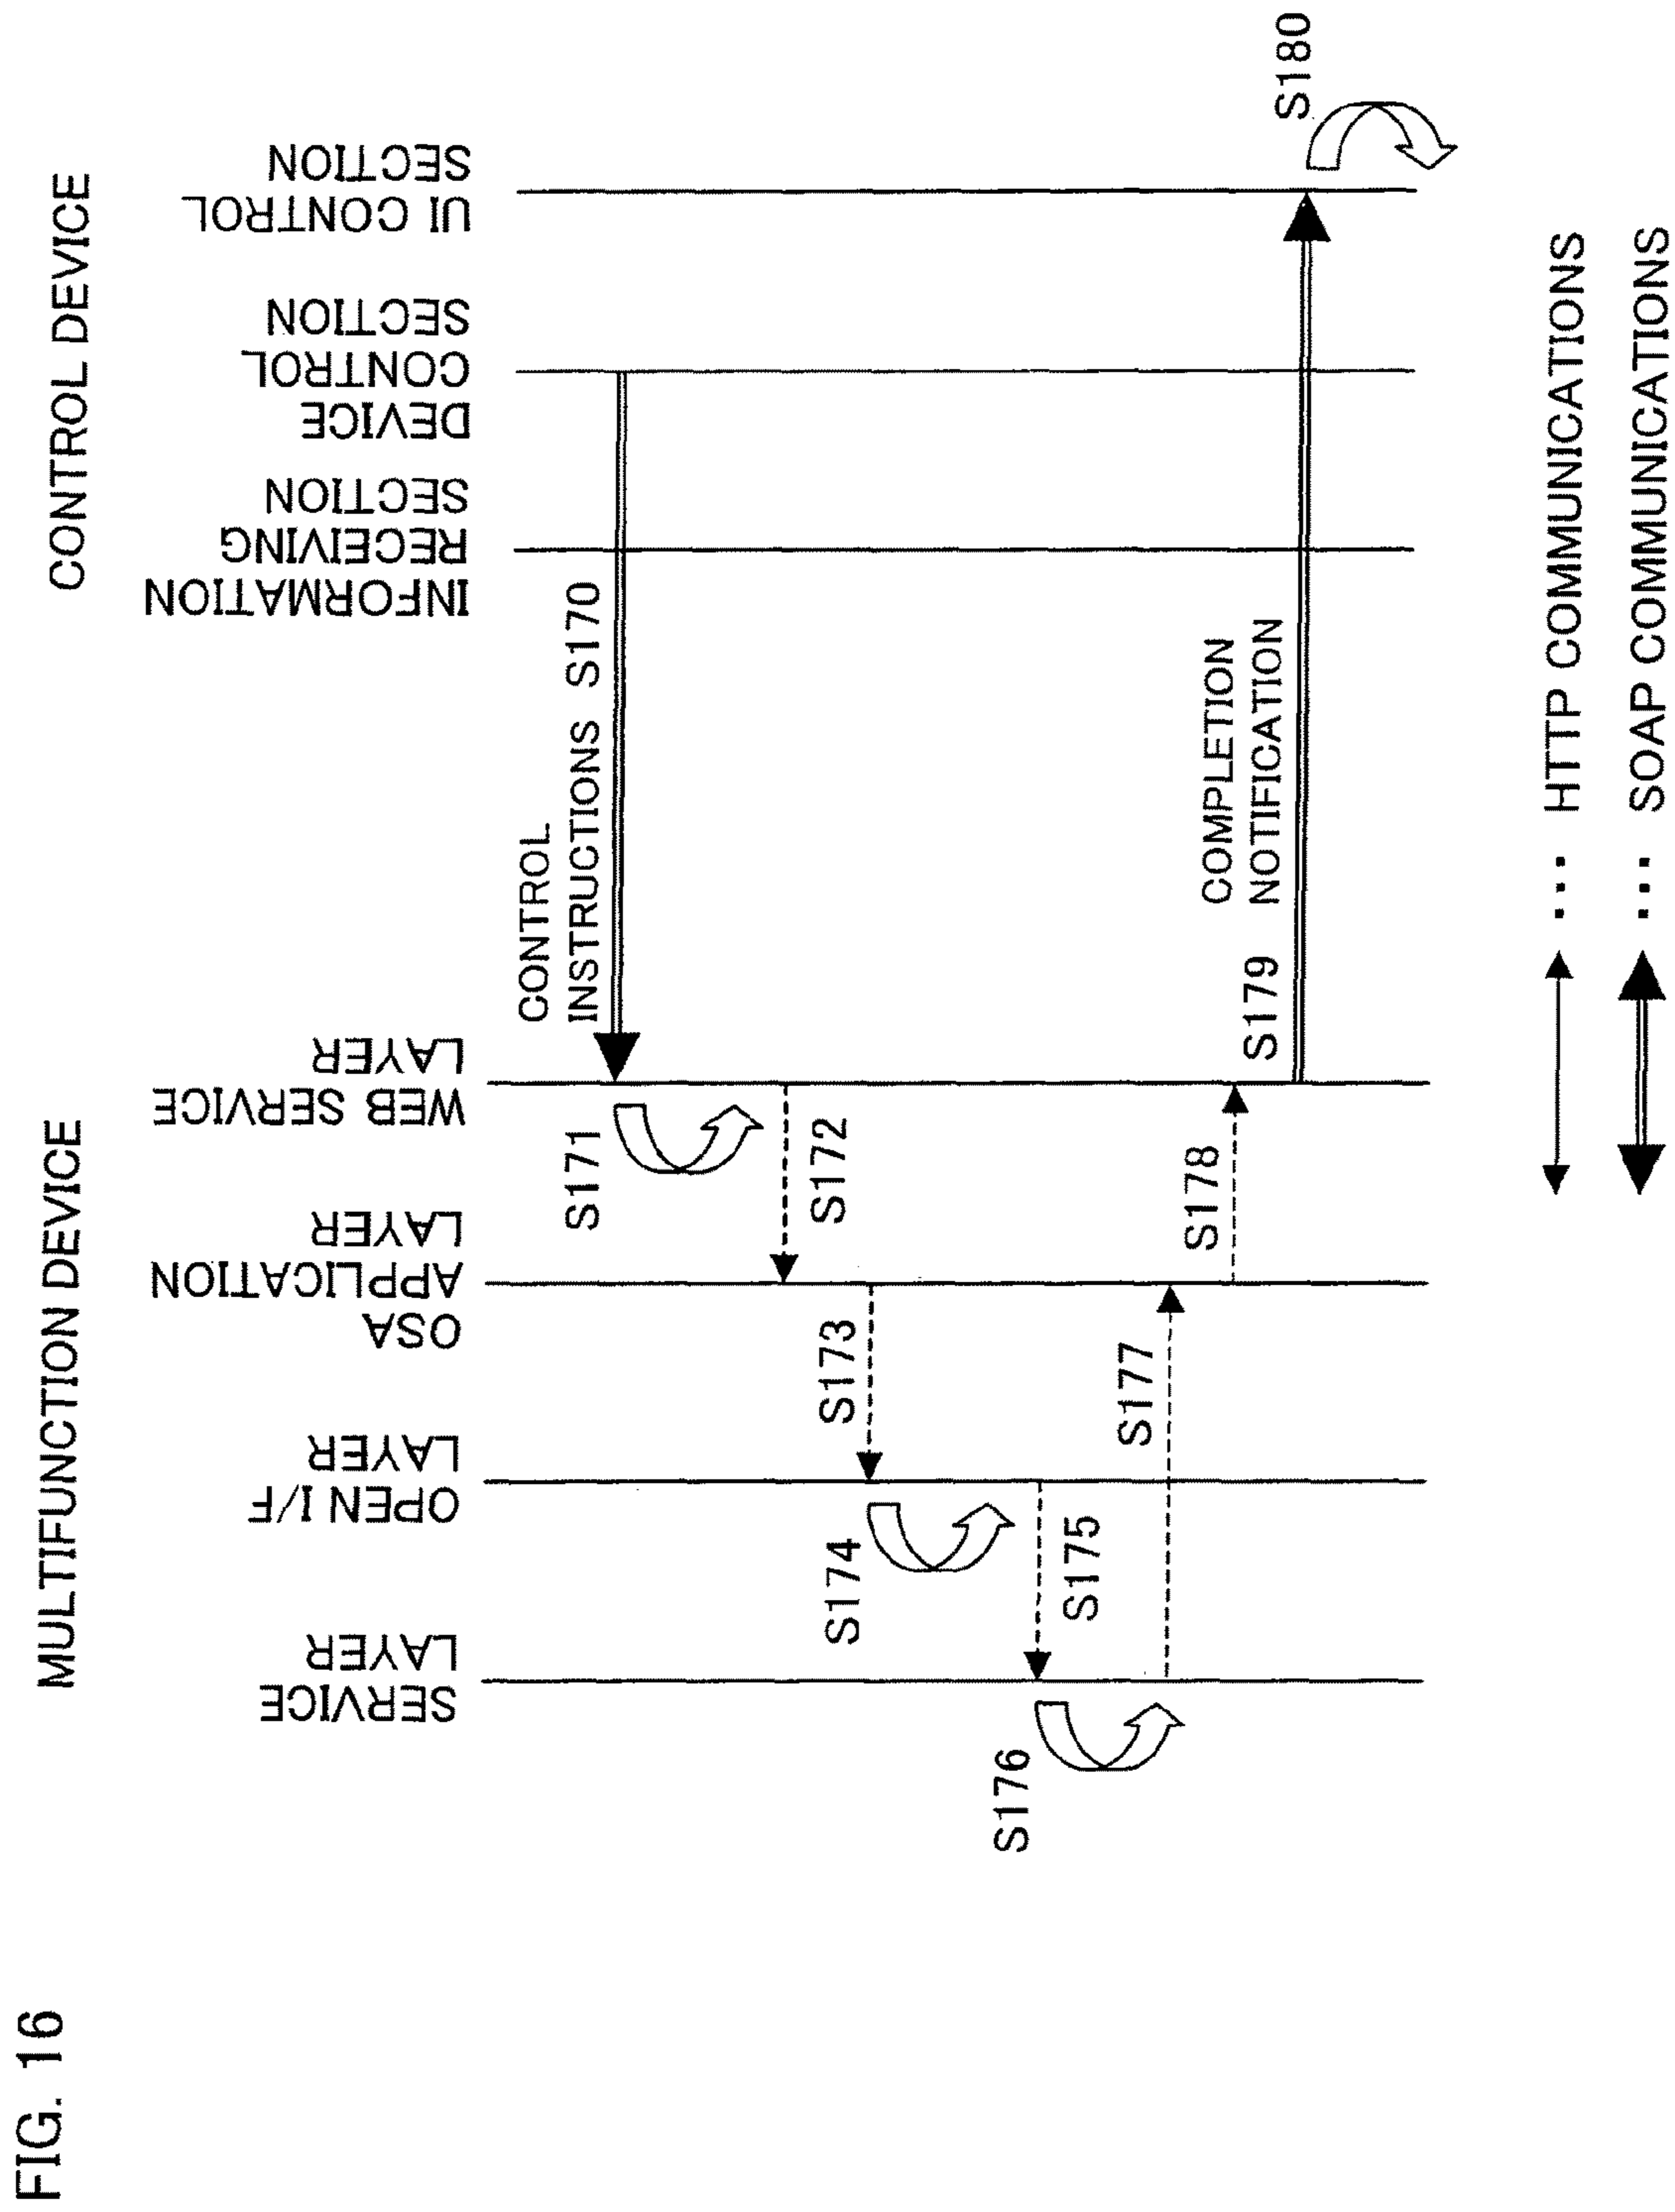 FIG. 16
MULTIFUNCTION DEVICE
CONTROL DEVICE
SERVICE
LAYER
OPEN I/F
LAYER
OSA
APPLICATION
LAYER
WEB SERVICE
LAYER
INFORMATION
RECEIVING
SECTION
DEVICE
CONTROL
SECTION
UI CONTROL
SECTION
CONTROL
INSTRUCTIONS S170
S171
S172
S173
S174
S175
S176
S177
S178
S179
COMPLETION
NOTIFICATION
S180
... HTTP COMMUNICATIONS
... SOAP COMMUNICATIONS